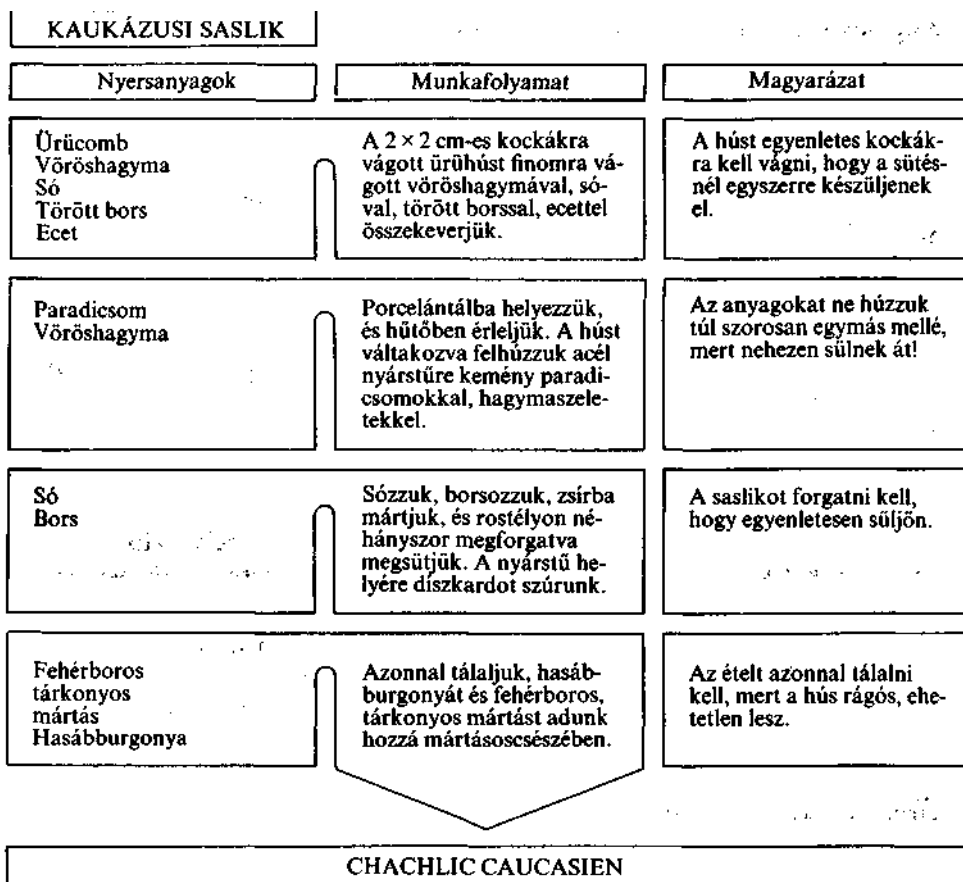 KAUKÁZUSI SASLIK
Nyersanyagok
Munkafolyamat
Magyarázat
Ürücomb
Vöröshagyma
Só
Törött bors
Ecet
A 2 × 2 cm-es kockákra
vágott ürühúst finomra vá-
gott vöröshagymával, só-
val, törött borssal, ecettel
összekeverjük.
A húst egyenletes kockák-
ra kell vágni, hogy a sütés-
nél egyszerre készüljenek
el.
Paradicsom
Vöröshagyma
Porcelántálba helyezzük,
és hűtőben érleljük. A húst
váltakozva felhúzzuk acél
nyárstűre kemény paradi-
csomokkal, hagymaszele-
tekkel.
Az anyagokat ne húzzuk
túl szorosan egymás mellé,
mert nehezen sülnek át!
Só
Bors
Sózzuk, borsozzuk, zsírba
mártjuk, és rostélyon né-
hányszor megforgatva
megsütjük. A nyárstű he-
lyére díszkardot szúrunk.
A saslikot forgatni kell,
hogy egyenletesen süljön.
Fehérboros
tárkonyos
mártás
Hasábburgonya
Azonnal tálaljuk, hasáb-
burgonyát és fehérboros,
tárkonyos mártást adunk
hozzá mártásoscsészében.
Az ételt azonnal tálalni
kell, mert a hús rágós, ehe-
tetlen lesz.
CHACHLIC CAUCASIEN